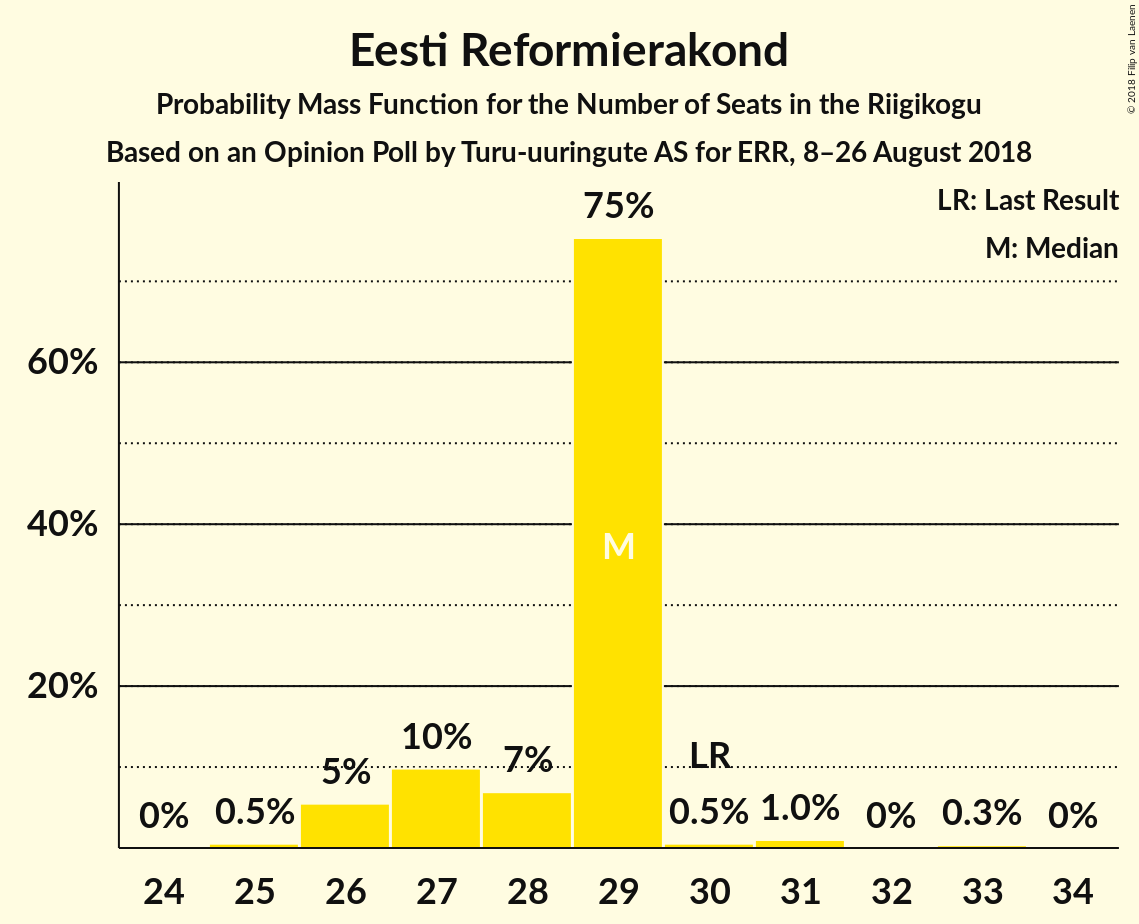 Eesti Reformierakond
Probability Mass Function for the Number of Seats in the Riigikogu
Based on an Opinion Poll by Turu-uuringute AS for ERR, 8–26 August 2018
© 2018 Filip van Laenen
LR: Last Result
M: Median
75%
60%
40%
M
20%
10%
7%
5%
LR
0%
0.5%
0.5%
1.0%
0%
0.3%
0%
24 25 26 27 28 29 30 31 32 33 34